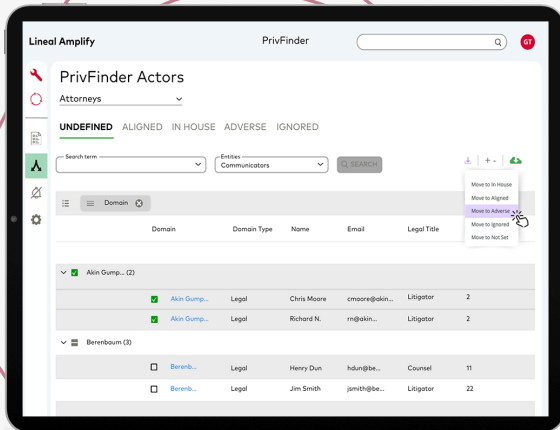 Lineal Amplify PrivFinder GT
PrivFinder Actors
Attorneys
UNDEFINED ALIGNED IN HOUSE ADVERSE IGNORED
Search term Entities
Communicators SEARCH + -
Move to In House
Move to Aligned
Move to Adverse
Move to Ignored
Move to Not Set
Domain
Domain Domain Type Name Email Legal Title
Akin Gump... (2)
Akin Gump... Legal Chris Moore cmoore@akin... Litigator 2
Akin Gump... Legal Richard N. rn@akin... Litigator 2
Berenbaum (3)
Berenb... Legal Henry Dun hdun@be... Counsel 11
Berenb... Legal Jim Smith jsmith@be... Litigator 22